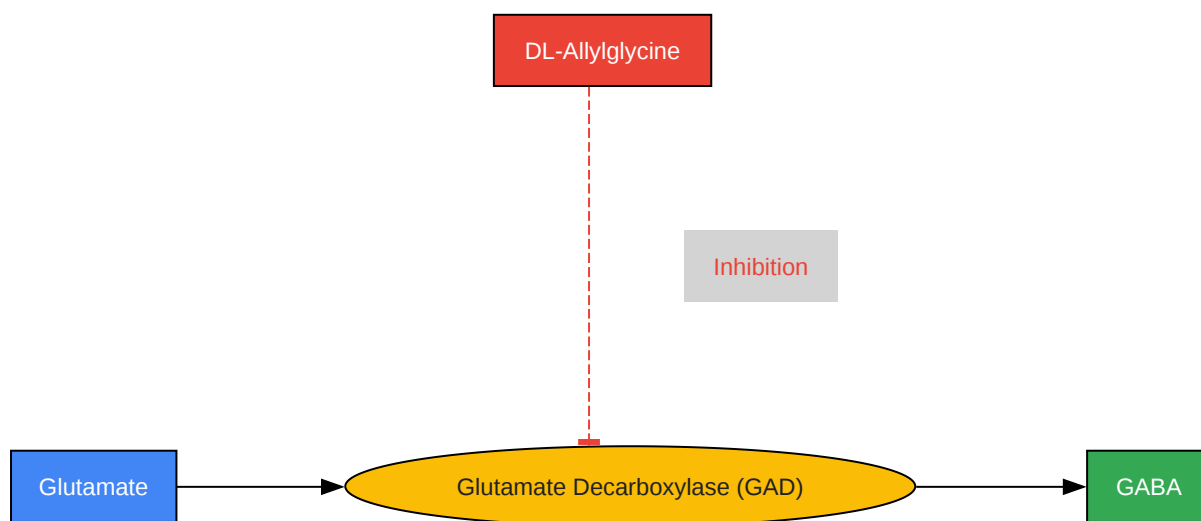 DL-Allylglycine
Inhibition
Glutamate
Glutamate Decarboxylase (GAD)
GABA